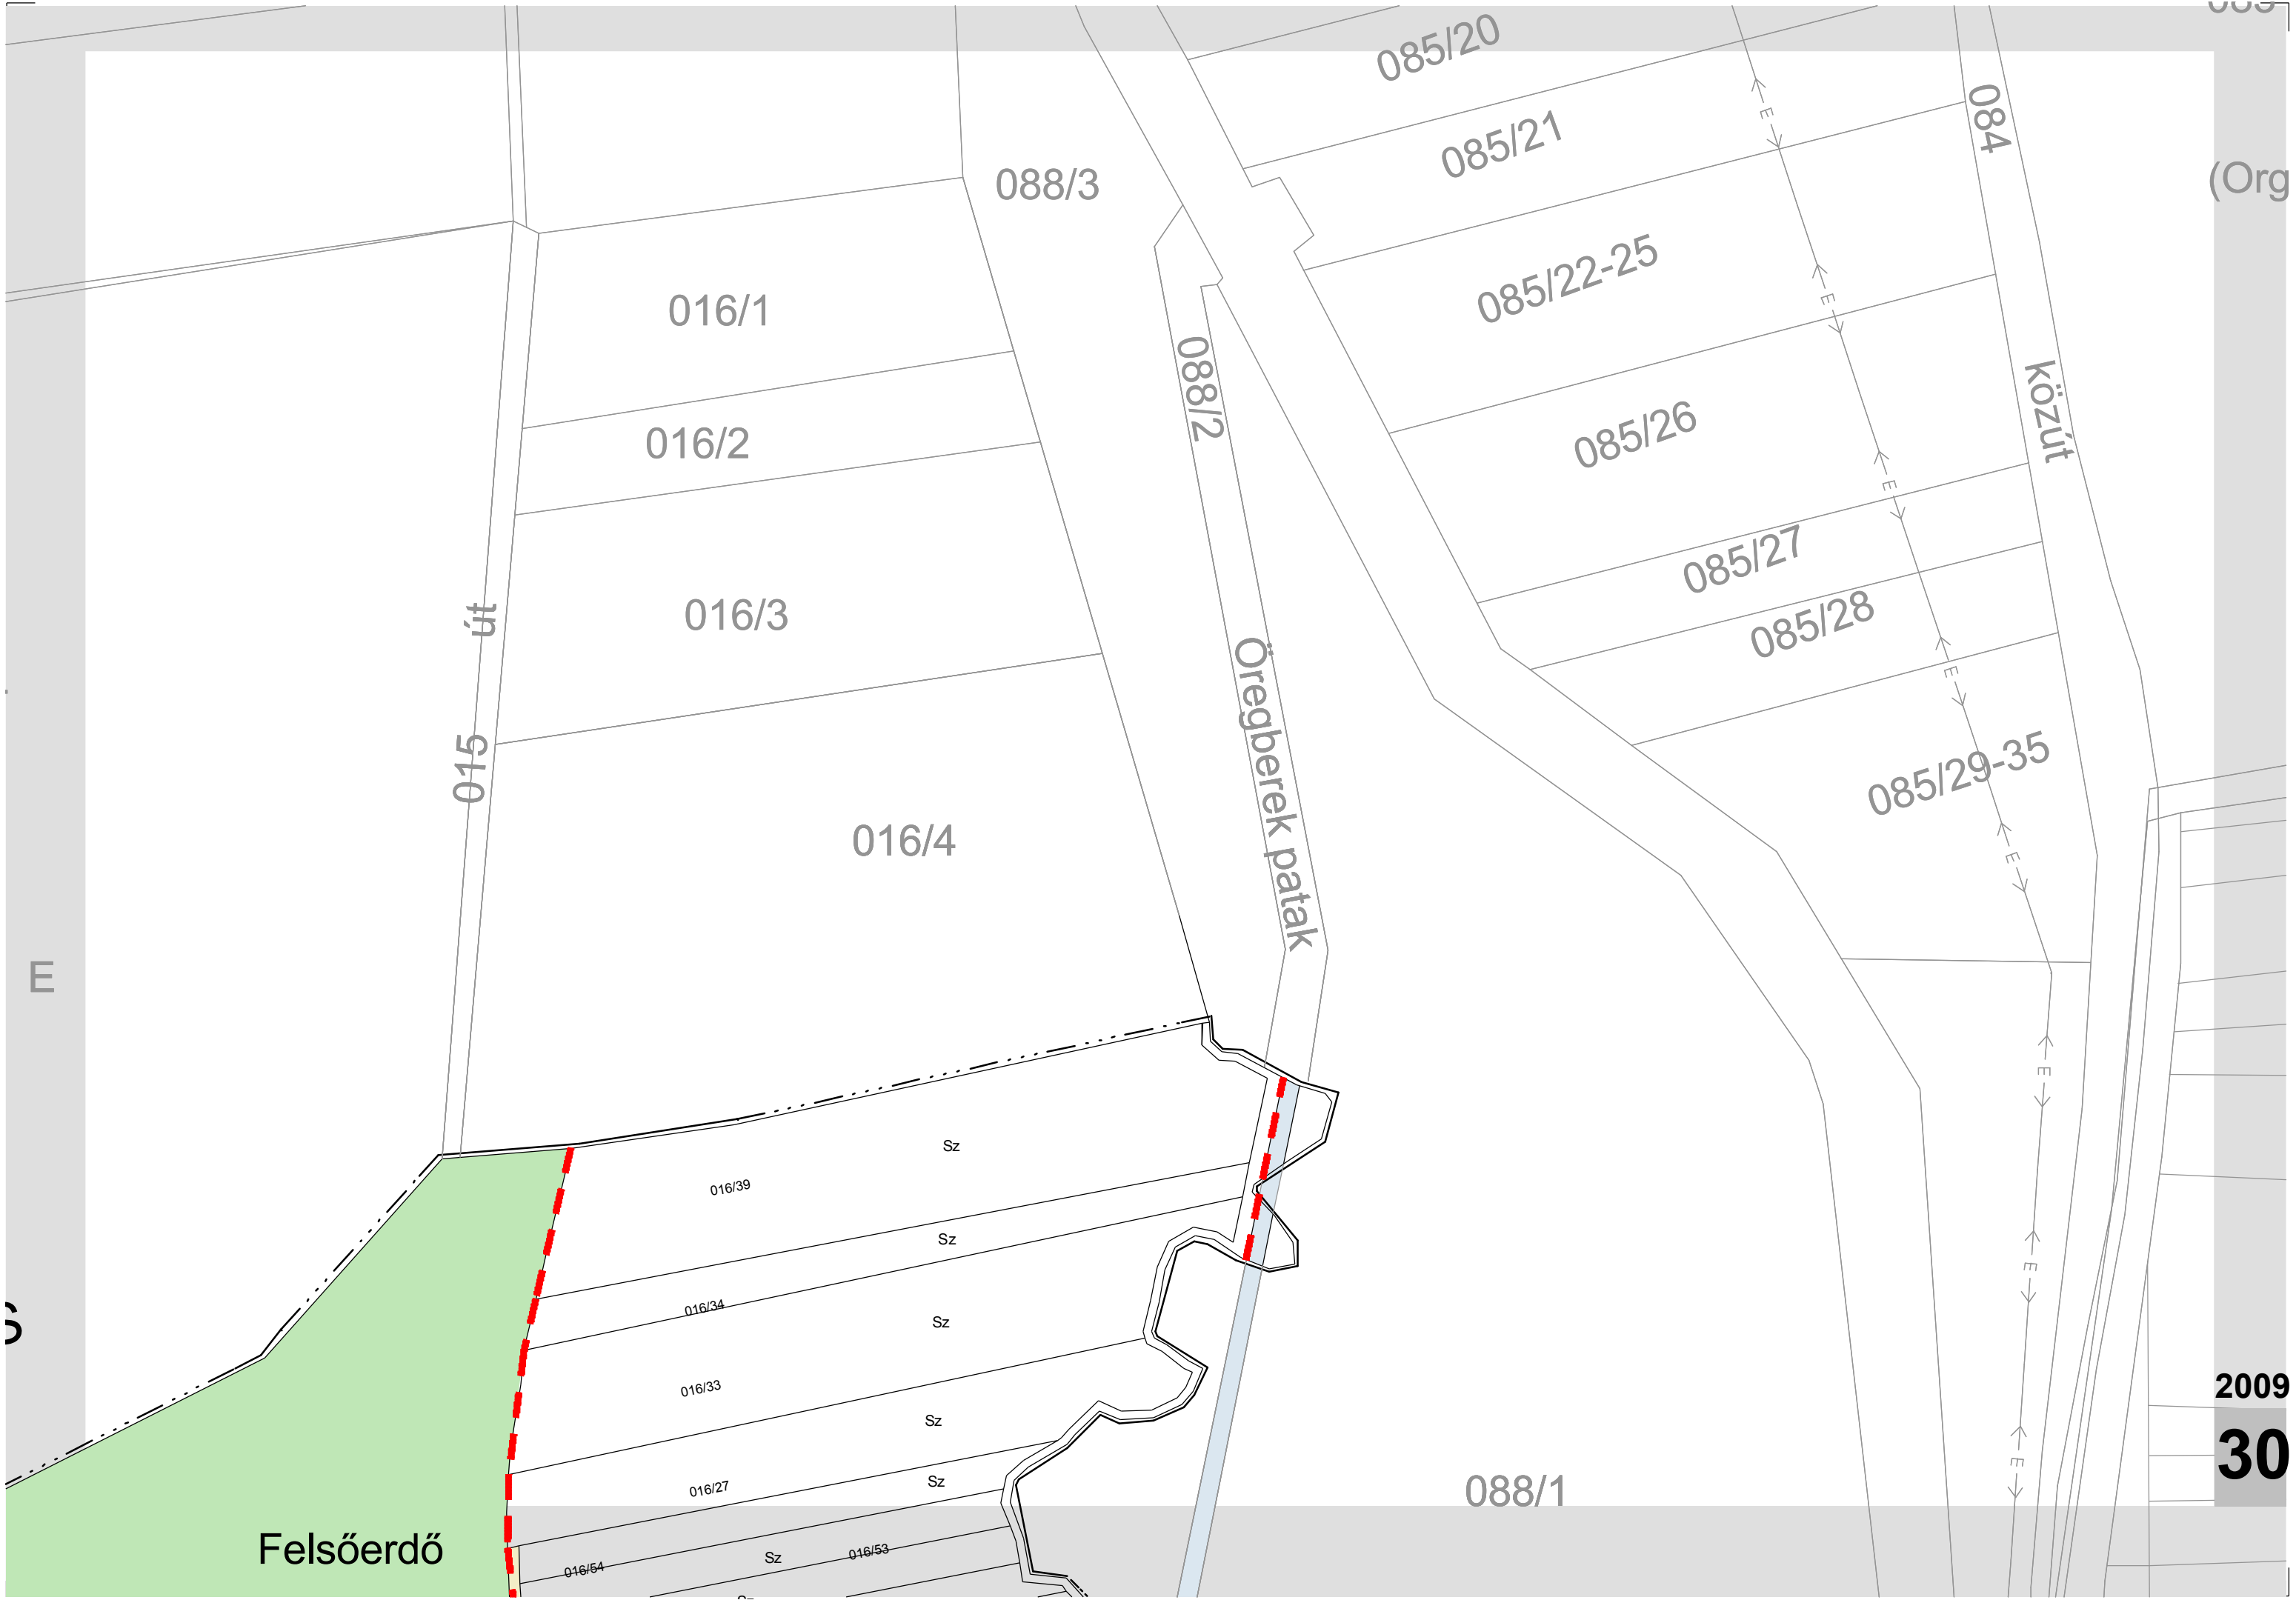 085/20
085/21
084
(Org
088/3
085/22-25
016/1
088/2
közút
085/26
016/2
085/27
016/3
út
085/28
Öregberek patak
015
085/29-35
016/4
E
E
E
E
E
E
E
E
E
Sz
016/39
Sz
016/34
Sz
016/33
2009
Sz
30
Sz
016/27
088/1
Felsőerdő
016/54
Sz
016/53